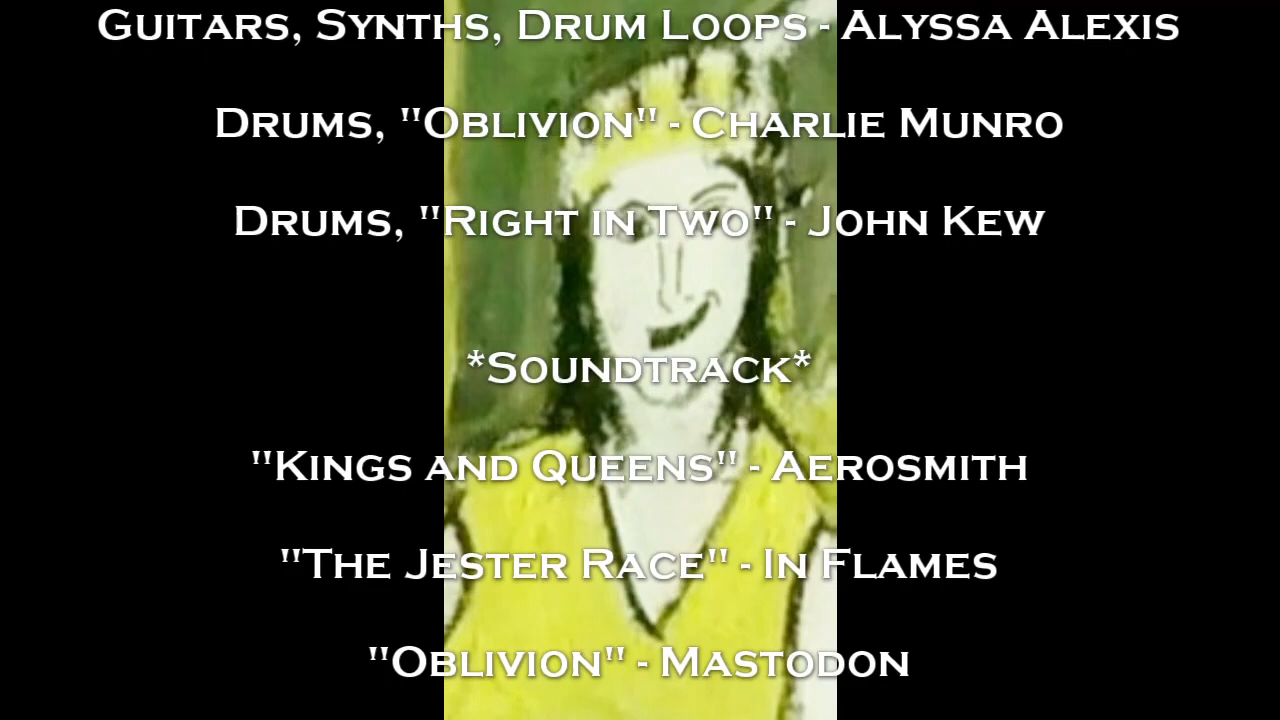 Guitars, Synths, Drum Loops - Alyssa Alexis
Drums, "Oblivion" - Charlie Munro
Drums, "Right in Two" - John Kew
*Soundtrack*
"Kings and Queens" - Aerosmith
"The Jester Race" - In Flames
"Oblivion" - Mastodon